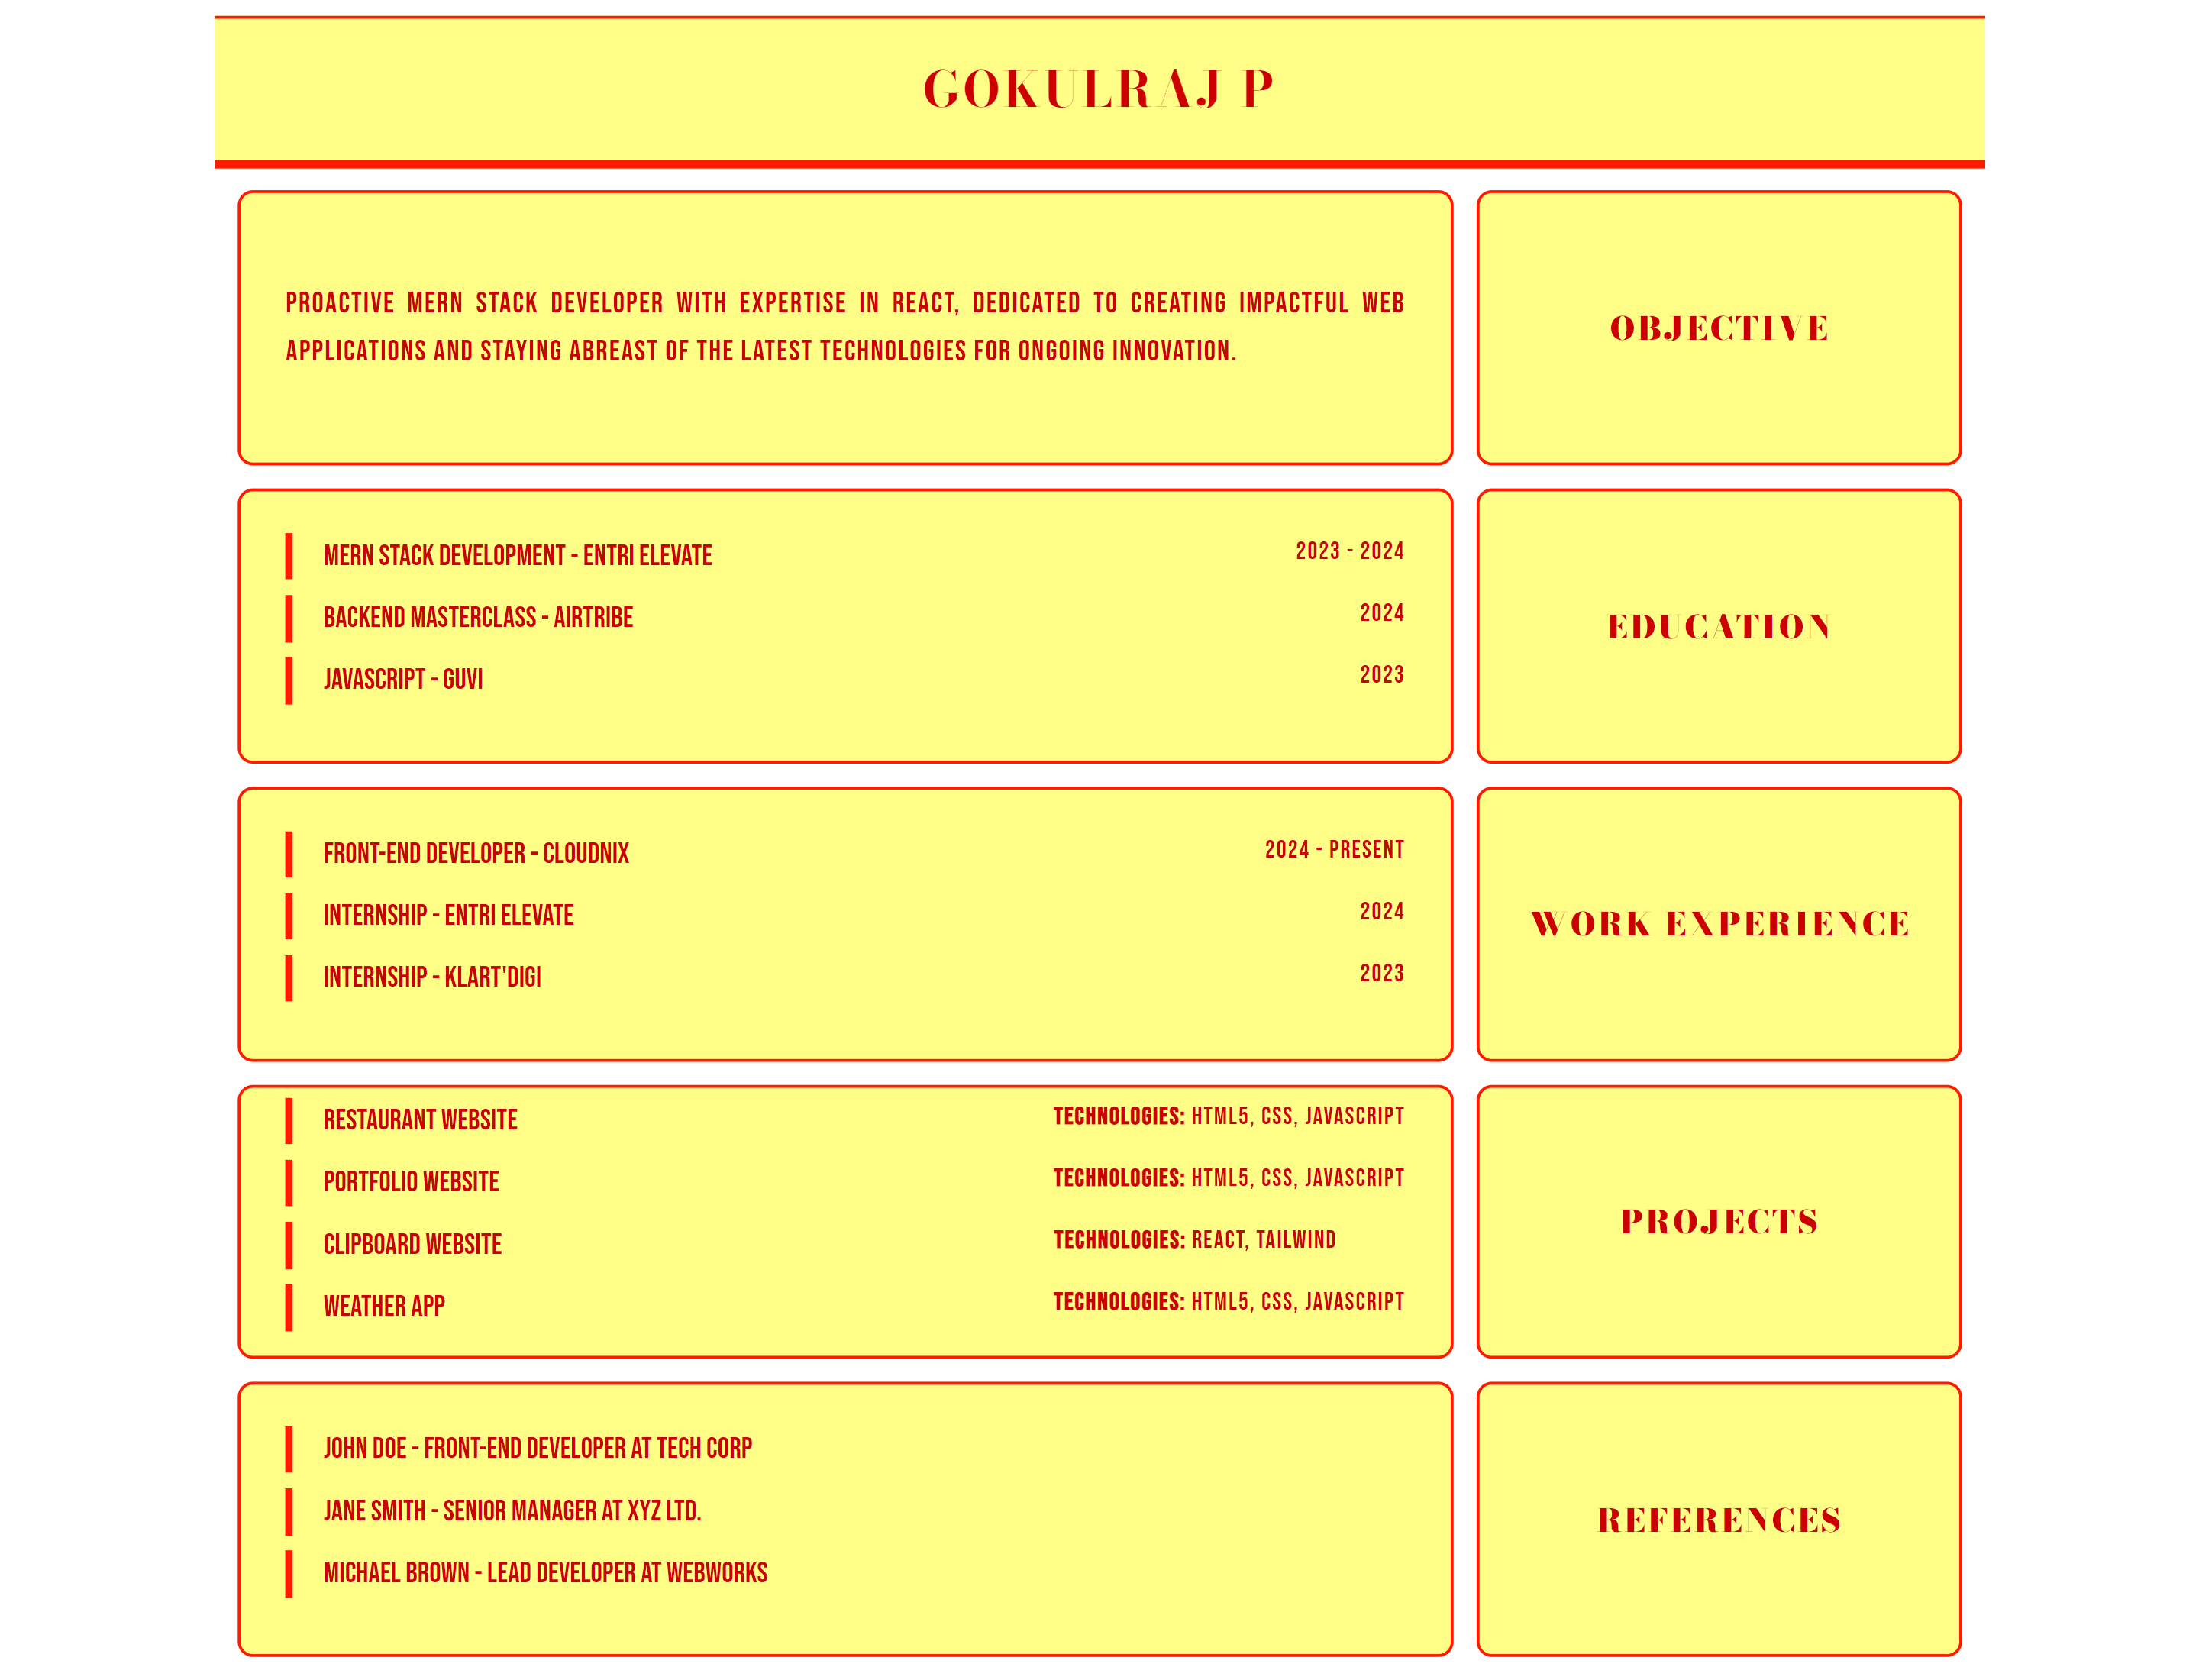 GOKULRAJ P
PROACTIVE MERN STACK DEVELOPER WITH EXPERTISE IN REACT, DEDICATED TO CREATING IMPACTFUL WEB
APPLICATIONS AND STAYING ABREAST OF THE LATEST TECHNOLOGIES FOR ONGOING INNOVATION.
OBJECTIVE
MERN STACK DEVELOPMENT - ENTRI ELEVATE 2023 - 2024
BACKEND MASTERCLASS - AIRTRIBE 2024
JAVASCRIPT - GUVI 2023
EDUCATION
FRONT-END DEVELOPER - CLOUDNIX 2024 - PRESENT
INTERNSHIP - ENTRI ELEVATE 2024
INTERNSHIP - KLART'DIGI 2023
WORK EXPERIENCE
RESTAURANT WEBSITE TECHNOLOGIES: HTML5, CSS, JAVASCRIPT
PORTFOLIO WEBSITE TECHNOLOGIES: HTML5, CSS, JAVASCRIPT
CLIPBOARD WEBSITE TECHNOLOGIES: REACT, TAILWIND
WEATHER APP TECHNOLOGIES: HTML5, CSS, JAVASCRIPT
PROJECTS
JOHN DOE - FRONT-END DEVELOPER AT TECH CORP
JANE SMITH - SENIOR MANAGER AT XYZ LTD.
MICHAEL BROWN - LEAD DEVELOPER AT WEBWORKS
REFERENCES